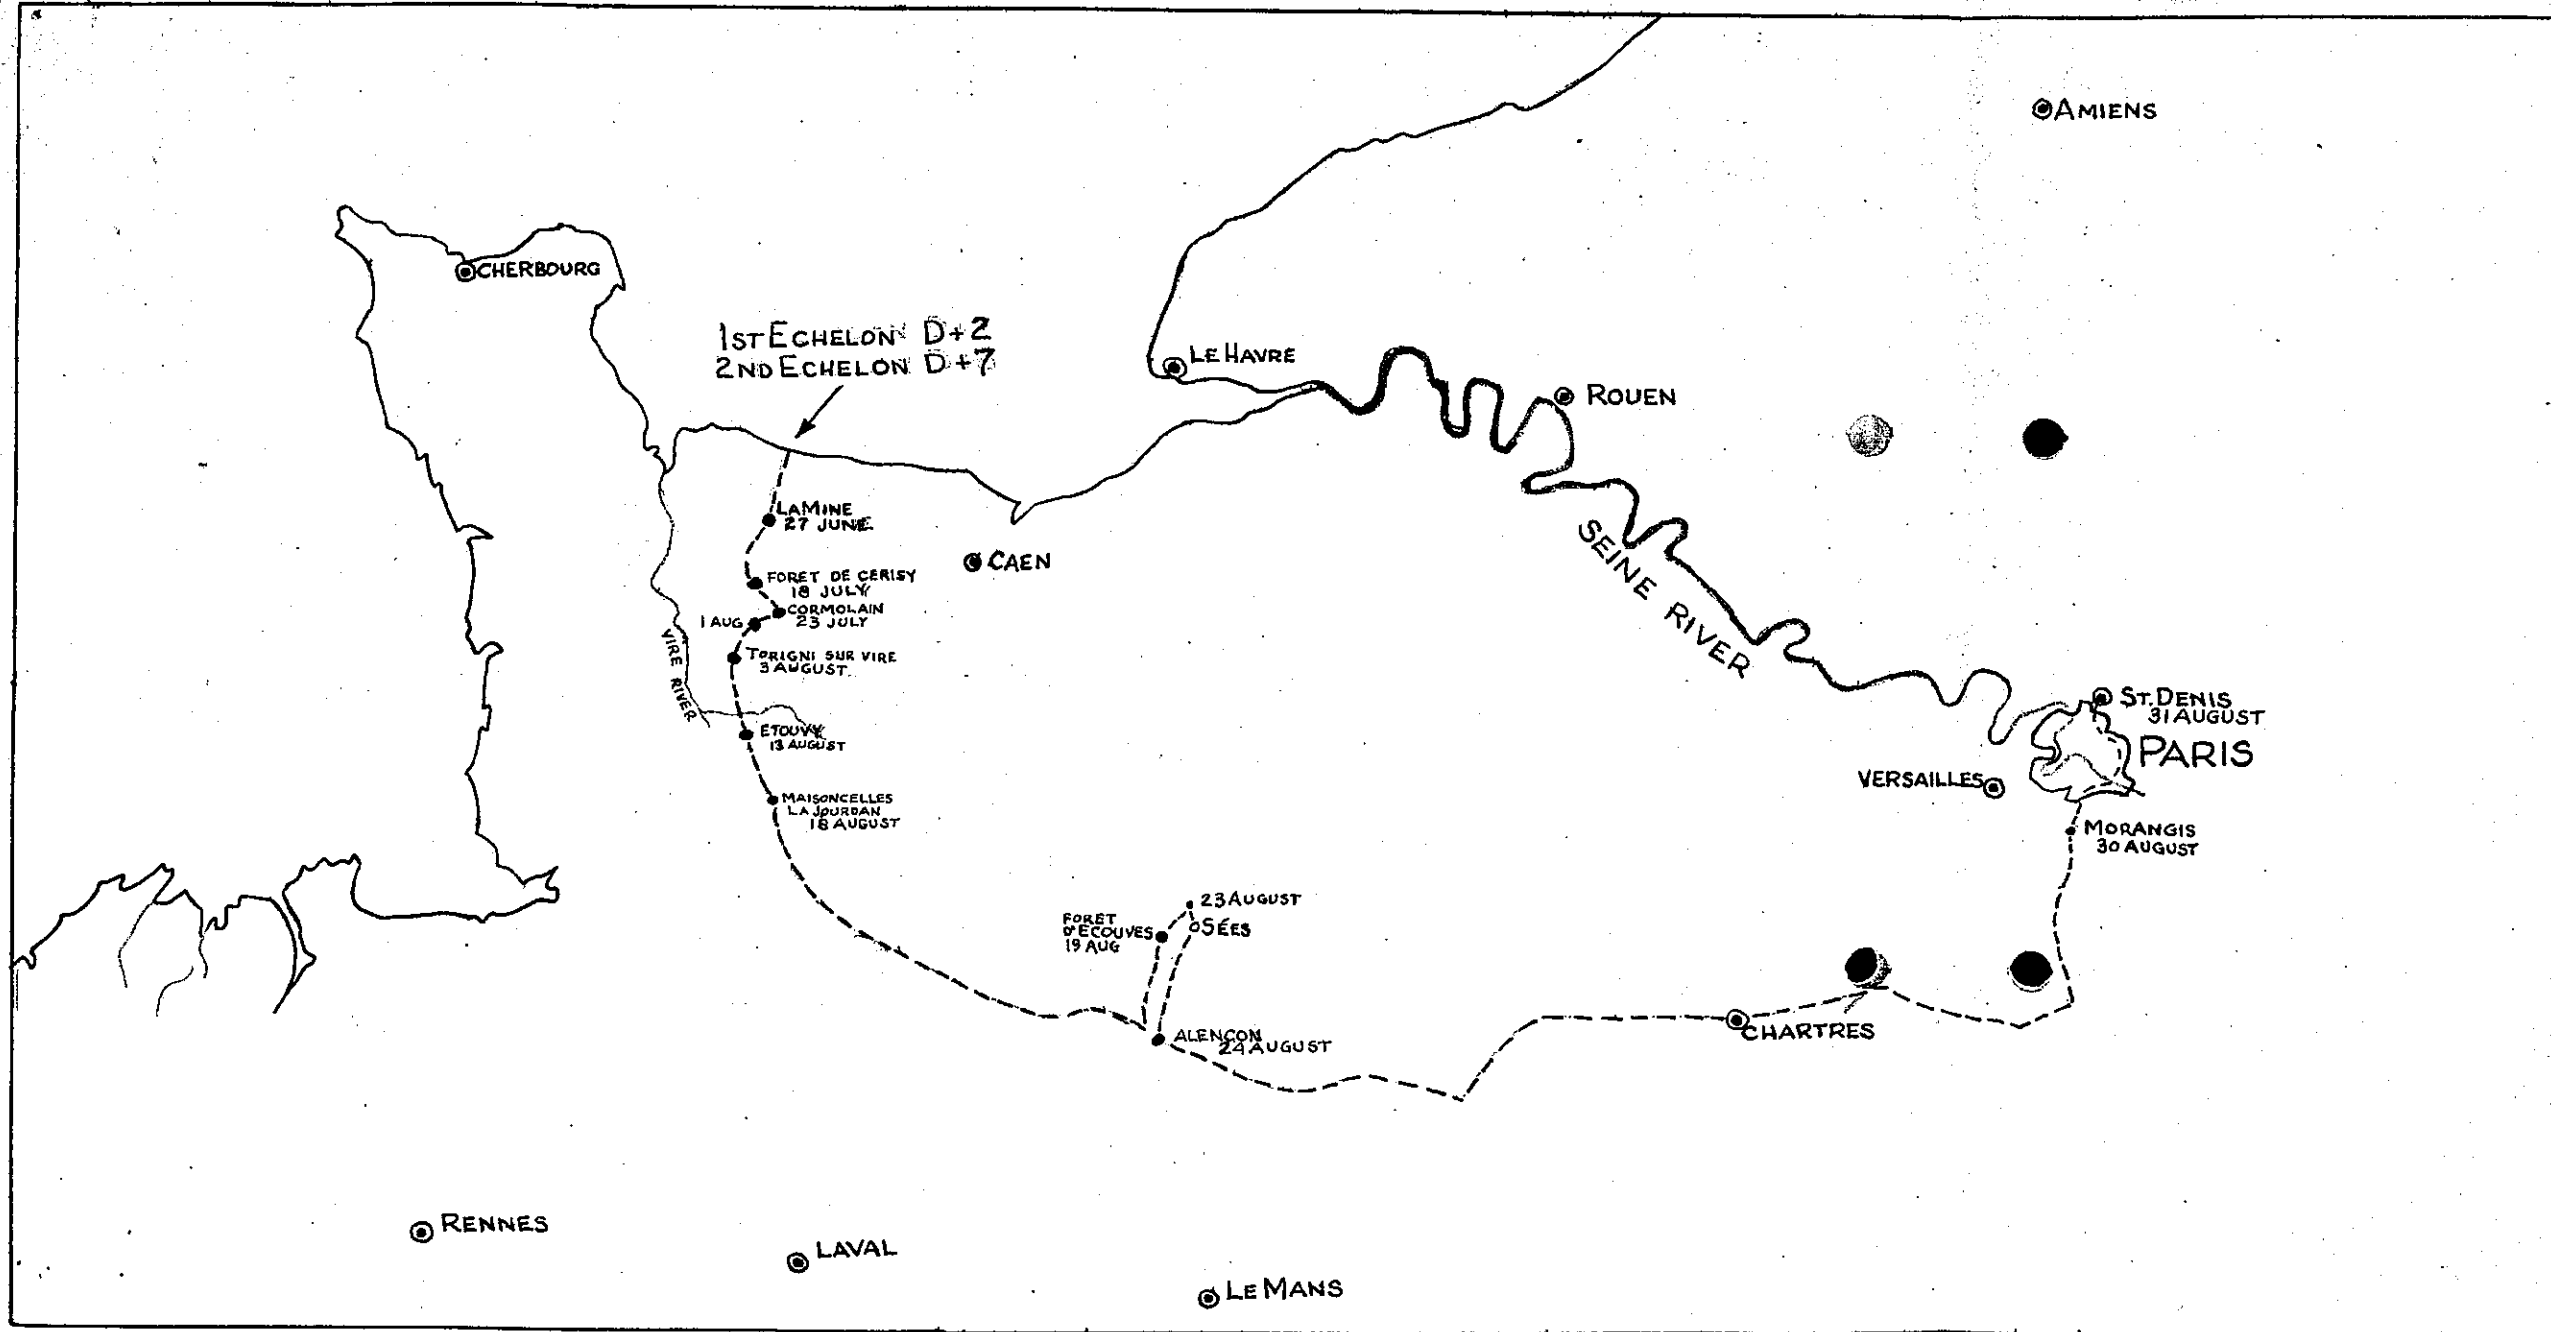 AMIENS
CHERBOURG
1ST ECHELON D+2
2ND ECHELON D+7
LE HAVRE
ROUEN
LA MINE
27 JUNE
CAEN
SEINE RIVER
FORET DE CERISY
18 JULY
CORMOLAIN
23 JULY
1 AUG
VIRE RIVER
TORIGNI SUR VIRE
3 AUGUST
ETOUVY
13 AUGUST
ST. DENIS
31 AUGUST
PARIS
VERSAILLES
MAISONCELLES
LA JOURDAN
18 AUGUST
MORANGIS
30 AUGUST
23 AUGUST
FORET
D'ECOUVES
19 AUG
SÉES
ALENCON
24 AUGUST
CHARTRES
RENNES
LAVAL
LE MANS